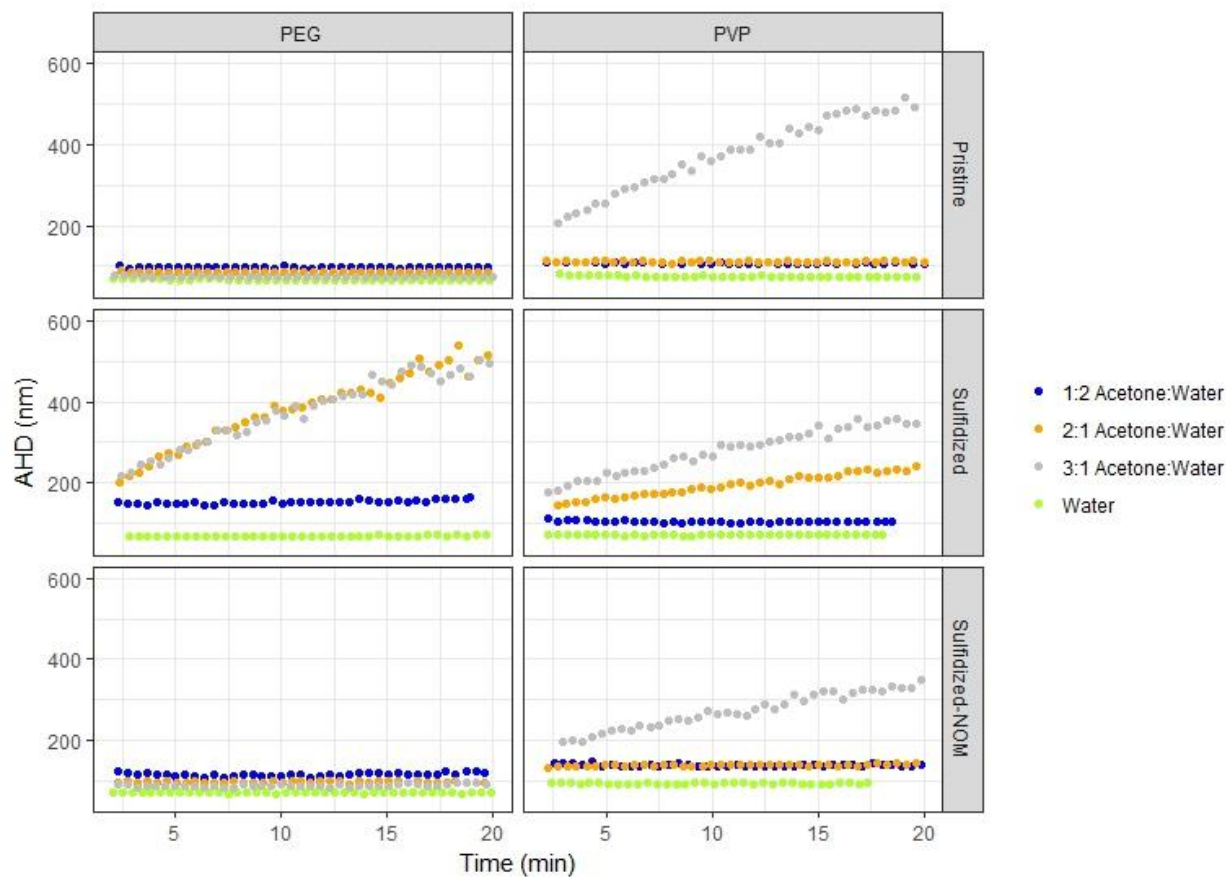 PEG
PVP
600
400
200
Pristine
600
400
200
Sulfidized
600
400
200
Sulfidized-NOM
AHD (nm)
5
10
15
20
5
10
15
20
Time (min)
1:2 Acetone:Water
2:1 Acetone:Water
3:1 Acetone:Water
Water